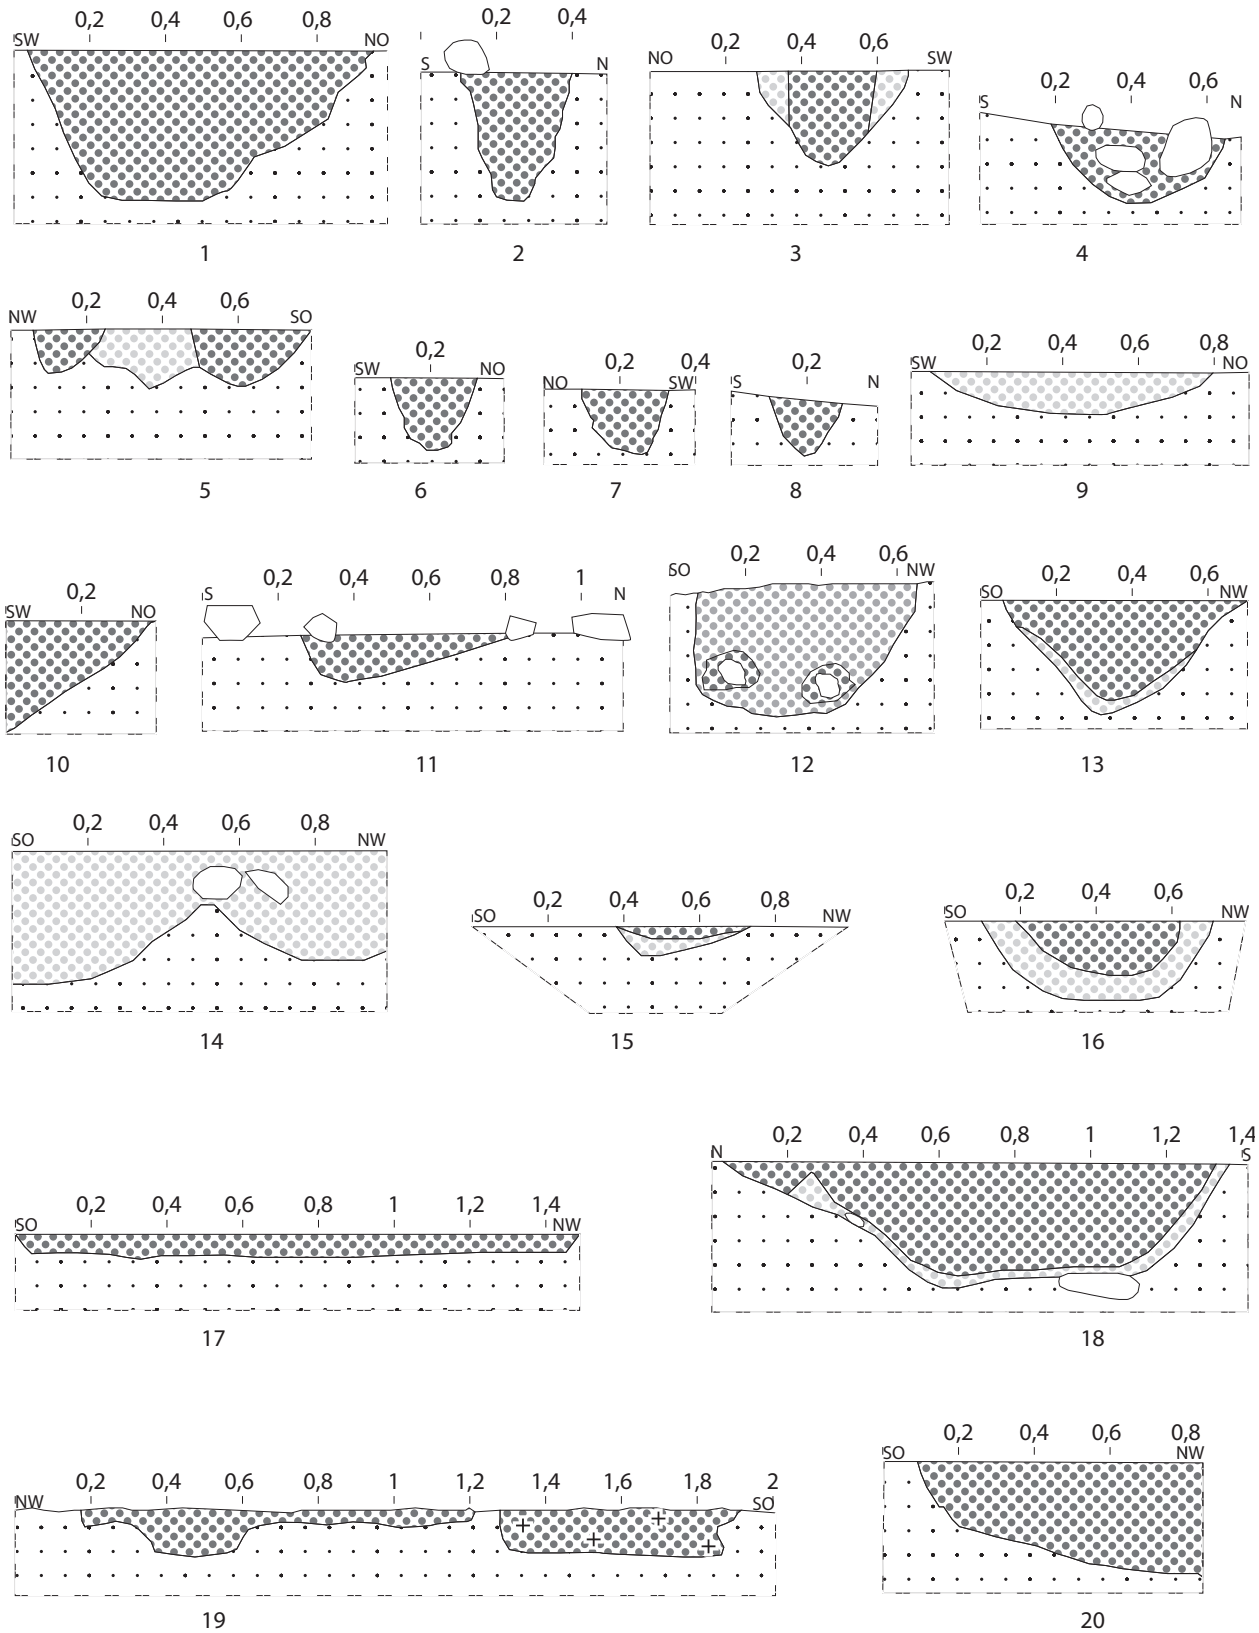 0,2 0,4 0,6 0,8
SW NO
1
0,2 0,4
S N
2
0,2 0,4 0,6
NO SW
3
0,2 0,4 0,6
S N
4
0,2 0,4 0,6
NW SO
5
0,2
SW NO
6
0,2 0,4
NO SW
7
0,2
S N
8
0,2 0,4 0,6 0,8
SW NO
9
0,2
SW NO
10
0,2 0,4 0,6 0,8 1
S N
11
0,2 0,4 0,6
SO NW
12
0,2 0,4 0,6
SO NW
13
0,2 0,4 0,6 0,8
SO NW
14
0,2 0,4 0,6 0,8
SO NW
15
0,2 0,4 0,6
SO NW
16
0,2 0,4 0,6 0,8 1 1,2 1,4
SO NW
17
0,2 0,4 0,6 0,8 1 1,2 1,4
N S
18
0,2 0,4 0,6 0,8 1 1,2 1,4 1,6 1,8 2
NW SO
19
0,2 0,4 0,6 0,8
SO NW
20